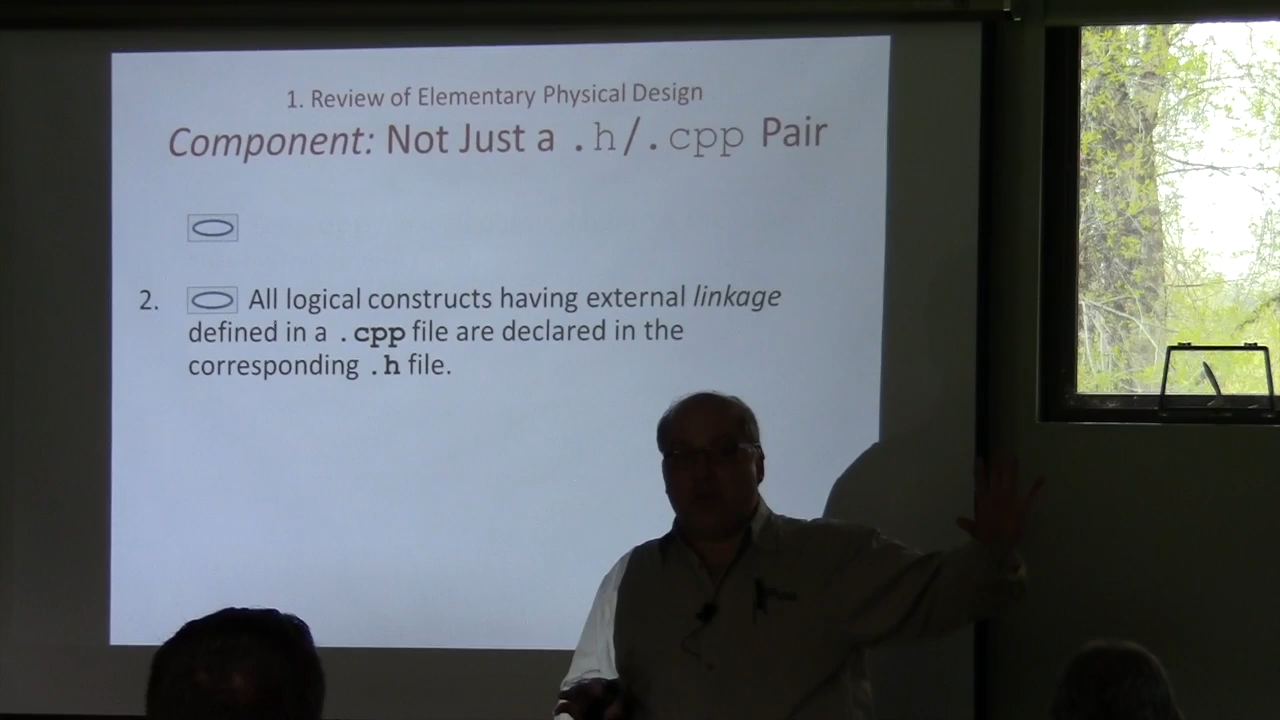 1. Review of Elementary Physical Design
Component: Not Just a .h/.cpp Pair
2. All logical constructs having external linkage
defined in a .cpp file are declared in the
corresponding .h file.